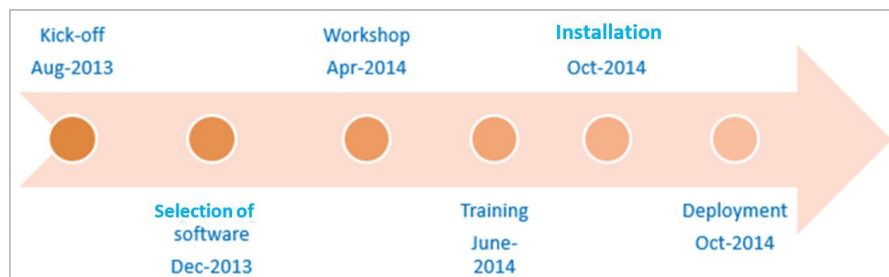 Kick-off
Aug-2013
Workshop
Apr-2014
Installation
Oct-2014
Selection of
software
Dec-2013
Training
June-
2014
Deployment
Oct-2014